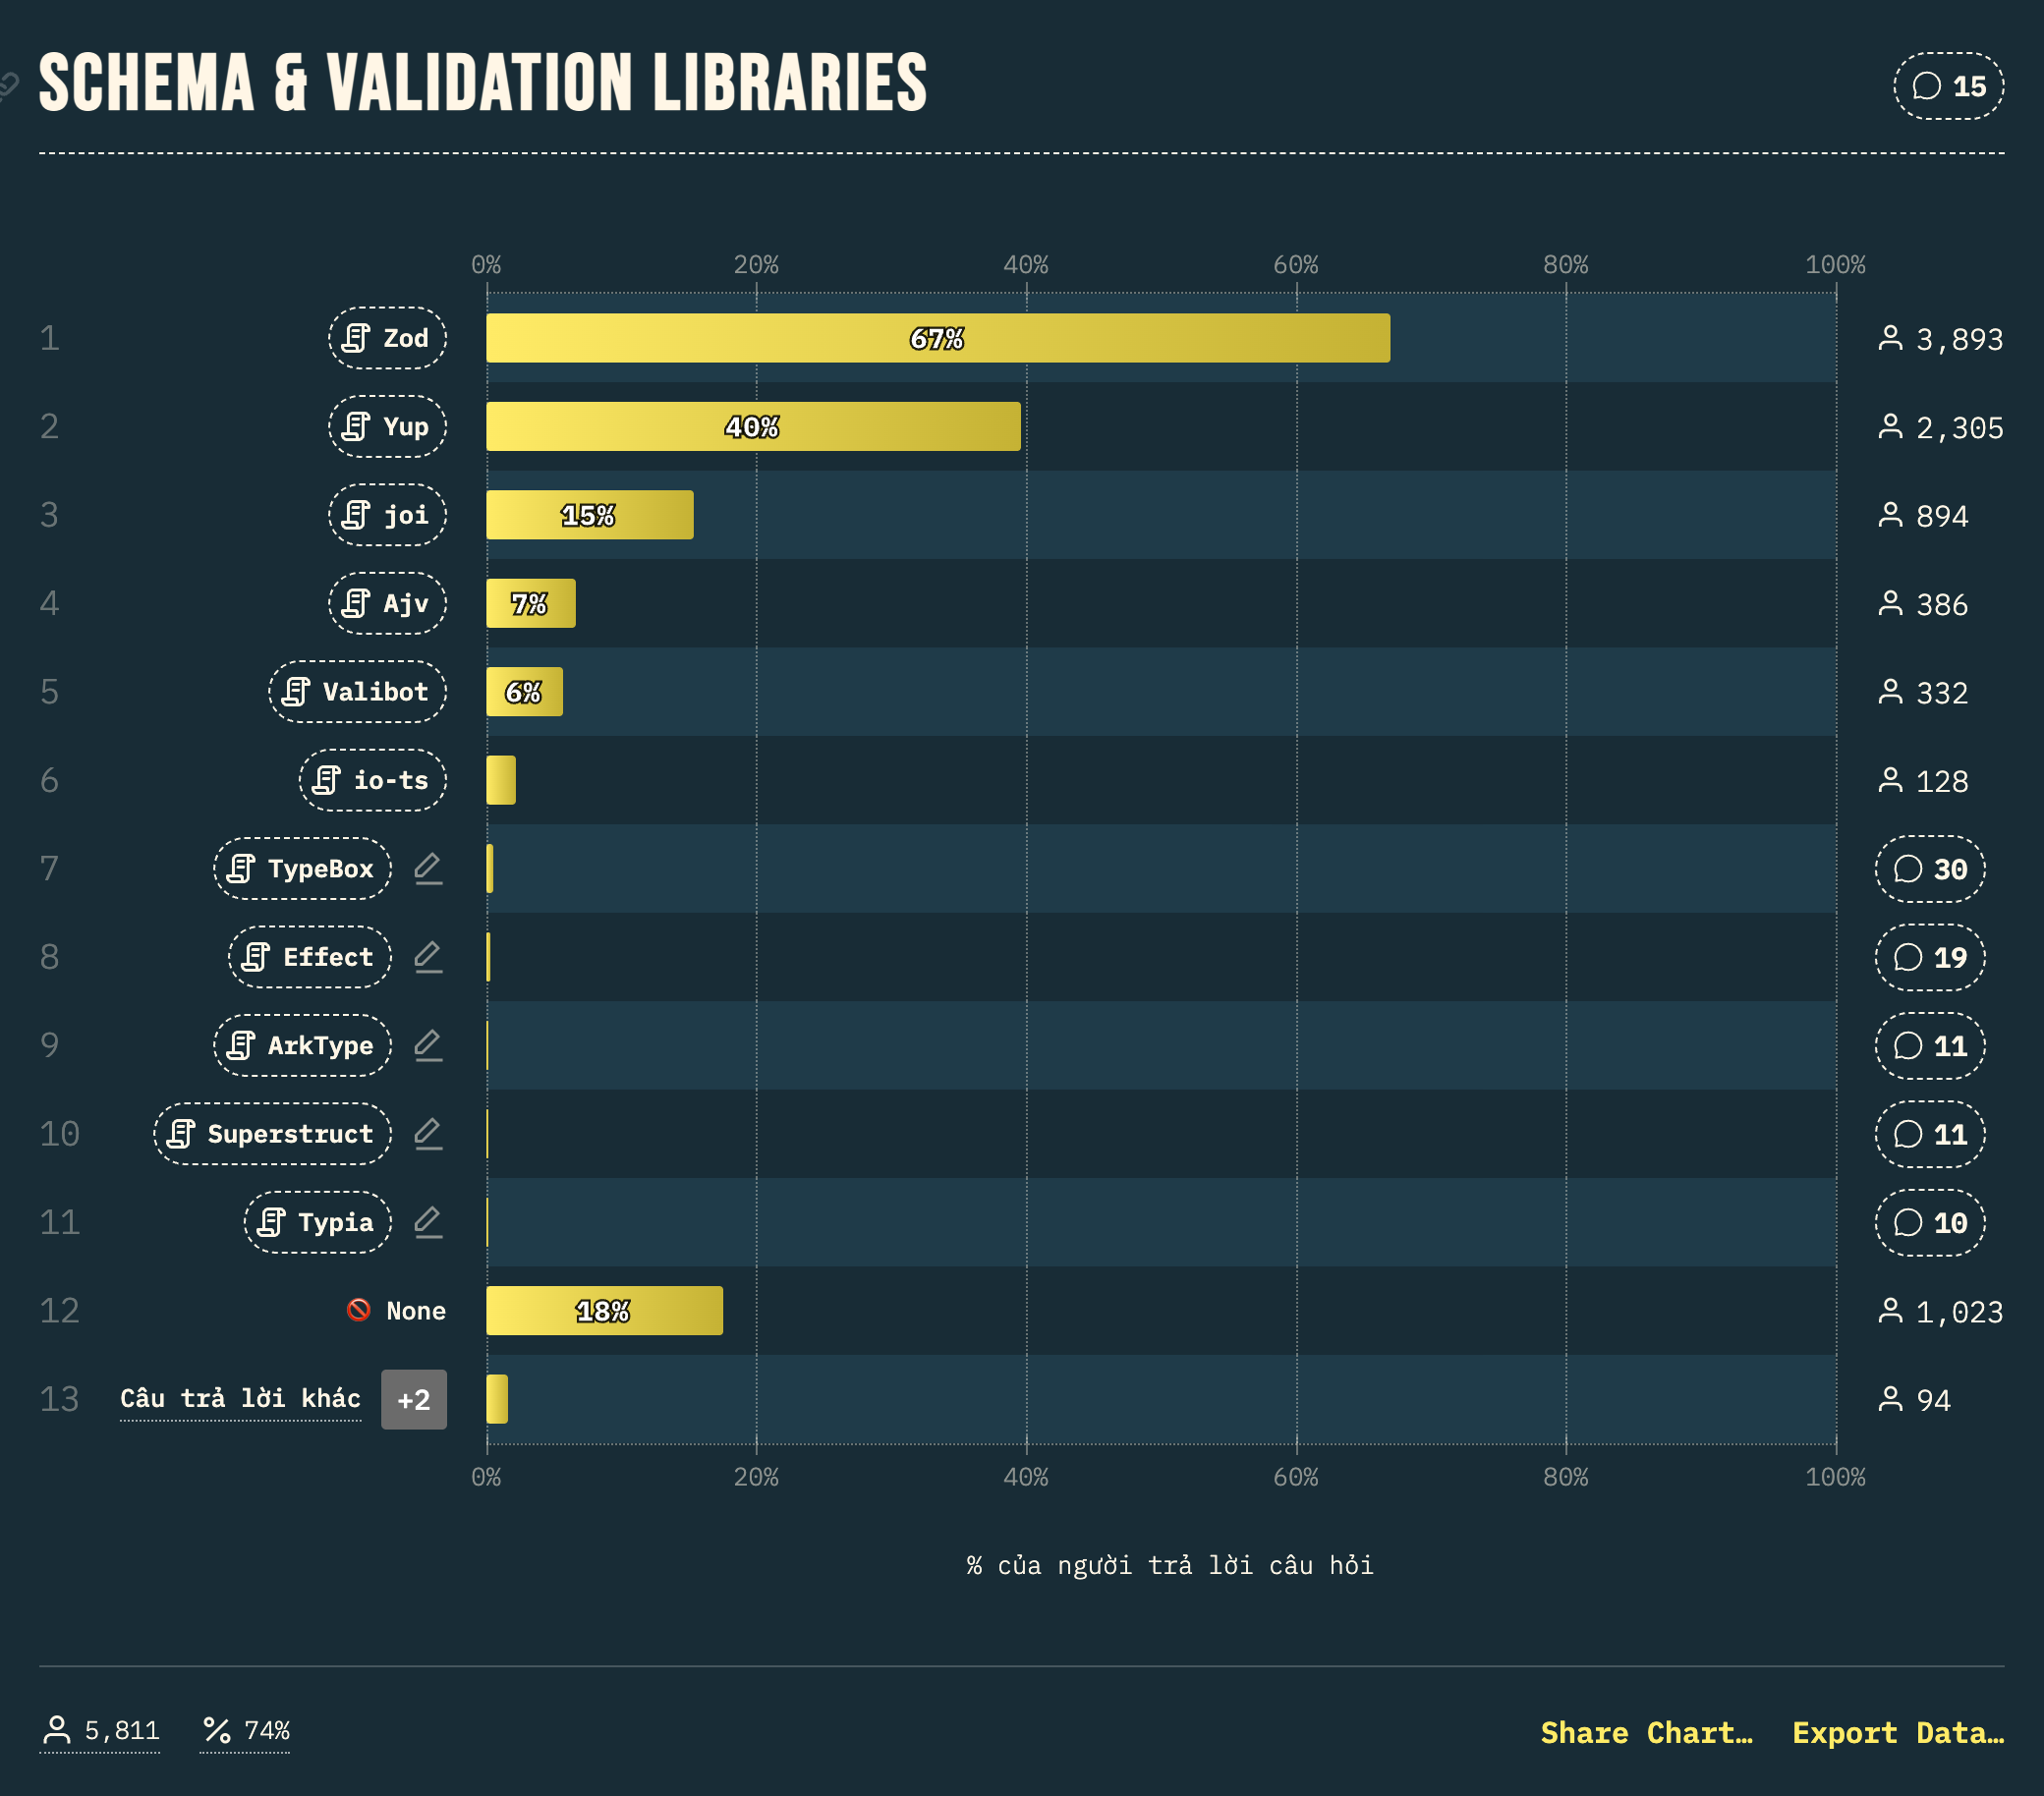 SCHEMA & VALIDATION LIBRARIES
15
0% 20% 40% 60% 80% 100%
1 Zod 67% 3,893
2 Yup 40% 2,305
3 joi 15% 894
4 Ajv 7% 386
5 Valibot 6% 332
6 io-ts 128
7 TypeBox 30
8 Effect 19
9 ArkType 11
10 Superstruct 11
11 Typia 10
12 None 18% 1,023
13 Câu trả lời khác +2 94
0% 20% 40% 60% 80% 100%
% của người trả lời câu hỏi
5,811 74% Share Chart… Export Data…